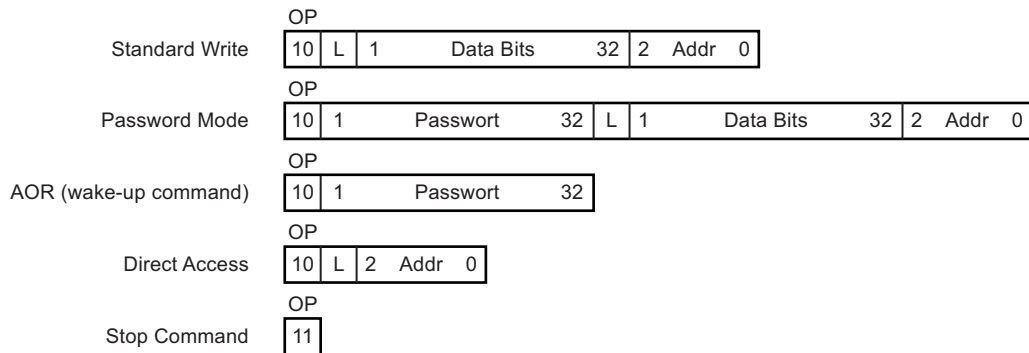 OP
Standard Write 10 L 1 Data Bits 32 2 Addr 0
OP
Password Mode 10 1 Passwort 32 L 1 Data Bits 32 2 Addr 0
OP
AOR (wake-up command) 10 1 Passwort 32
OP
Direct Access 10 L 2 Addr 0
OP
Stop Command 11